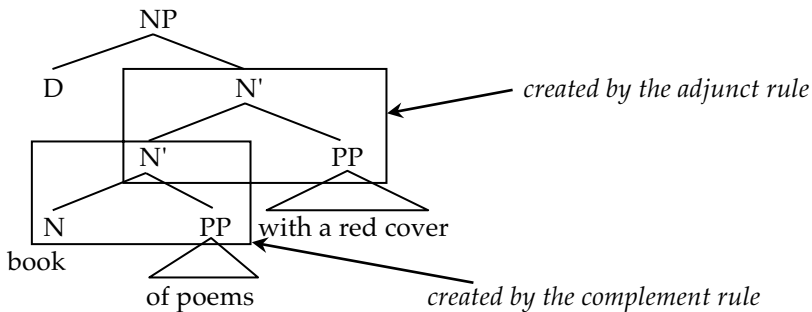 NP
D N' created by the adjunct rule
N' PP
N PP with a red cover
book
of poems created by the complement rule